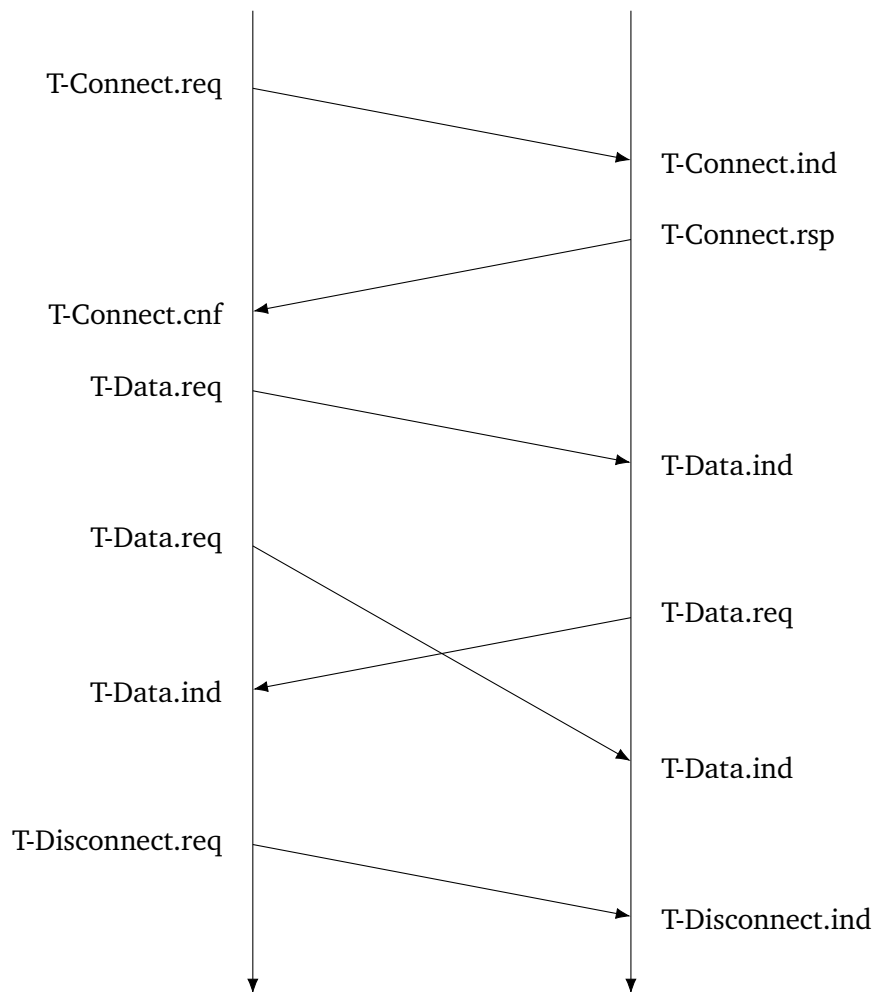 T-Connect.req
T-Connect.ind
T-Connect.rsp
T-Connect.cnf
T-Data.req
T-Data.ind
T-Data.req
T-Data.req
T-Data.ind
T-Data.ind
T-Disconnect.req
T-Disconnect.ind